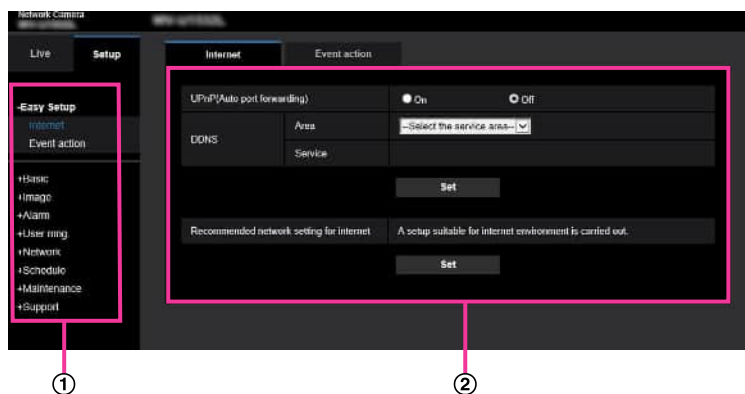 Network Camera
Live Setup Internet Event action
-Easy Setup
Internet
Event action
+Basic
+Image
+Alarm
+User mng.
+Network
+Schedule
+Maintenance
+Support
UPnP(Auto port forwarding) On Off
DDNS Area --Select the service area--
Service
Set
Recommended network setting for internet A setup suitable for internet environment is carried out.
Set
① ②